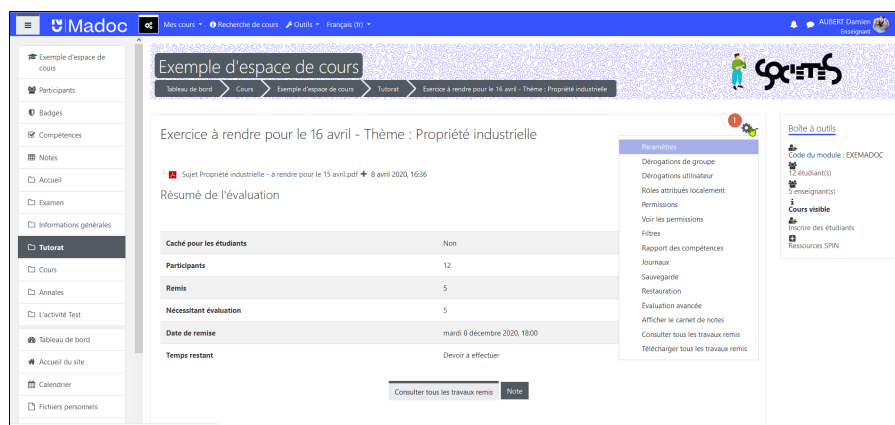 Madoc
Mes cours
Recherche de cours
Outils
Français (fr)
AUBERT Damien
Enseignant
Exemple d'espace de
cours
Participants
Badges
Compétences
Notes
Accueil
Examen
Informations générales
Tutorat
Cours
Annales
L'activité Test
Tableau de bord
Accueil du site
Calendrier
Fichiers personnels
Exemple d'espace de cours
Tableau de bord
Cours
Exemple d'espace de cours
Tutorat
Exercice à rendre pour le 16 avril - Thème : Propriété industrielle
SOCIETES
Exercice à rendre pour le 16 avril - Thème : Propriété industrielle
1
Sujet Propriété industrielle - à rendre pour le 15 avril.pdf
8 avril 2020, 16:36
Résumé de l'évaluation
Caché pour les étudiants Non
Participants 12
Remis 5
Nécessitant évaluation 5
Date de remise mardi 8 décembre 2020, 18:00
Temps restant Devoir à effectuer
Consulter tous les travaux remis
Note
Paramètres
Dérogations de groupe
Dérogations utilisateur
Rôles attribués localement
Permissions
Voir les permissions
Filtres
Rapport des compétences
Journaux
Sauvegarde
Restauration
Évaluation avancée
Afficher le carnet de notes
Consulter tous les travaux remis
Télécharger tous les travaux remis
Boîte à outils
Code du module : EXEMADOC
12 étudiant(s)
5 enseignant(s)
Cours visible
Inscrire des étudiants
Ressources SPIN